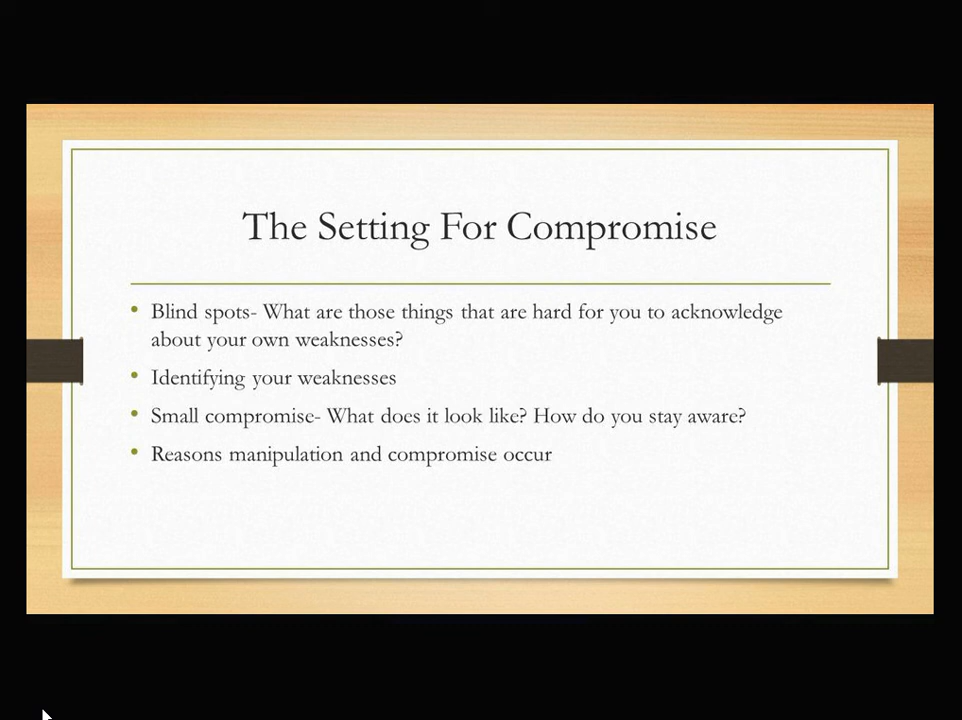 The Setting For Compromise
• Blind spots- What are those things that are hard for you to acknowledge
about your own weaknesses?
• Identifying your weaknesses
• Small compromise- What does it look like? How do you stay aware?
• Reasons manipulation and compromise occur